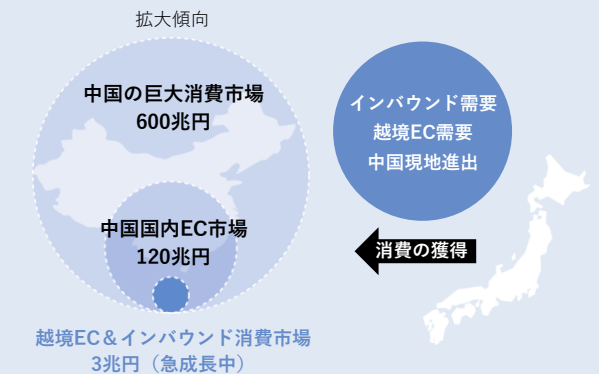 拡大傾向
中国の巨大消費市場
600兆円
中国国内EC市場
120兆円
越境EC＆インバウンド消費市場
3兆円（急成長中）
インバウンド需要
越境EC需要
中国現地進出
消費の獲得